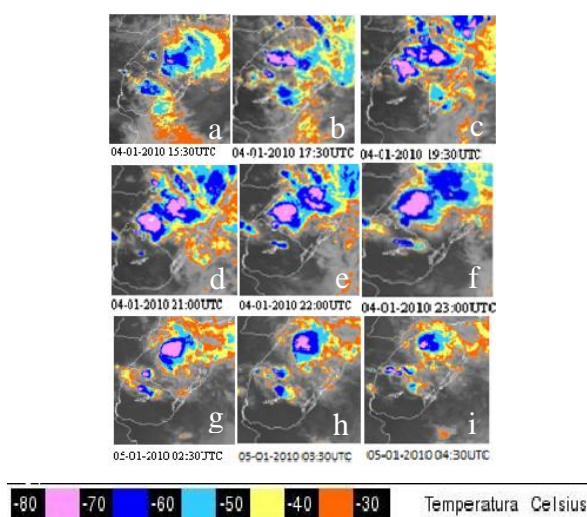 a b c
04-01-2010 15:30UTC 04-01-2010 17:30UTC 04-01-2010 19:30UTC
d e f
04-01-2010 21:00UTC 04-01-2010 22:00UTC 04-01-2010 23:00UTC
g h i
05-01-2010 02:30UTC 05-01-2010 03:30UTC 05-01-2010 04:30UTC
-80 -70 -60 -50 -40 -30 Temperatura Celsius